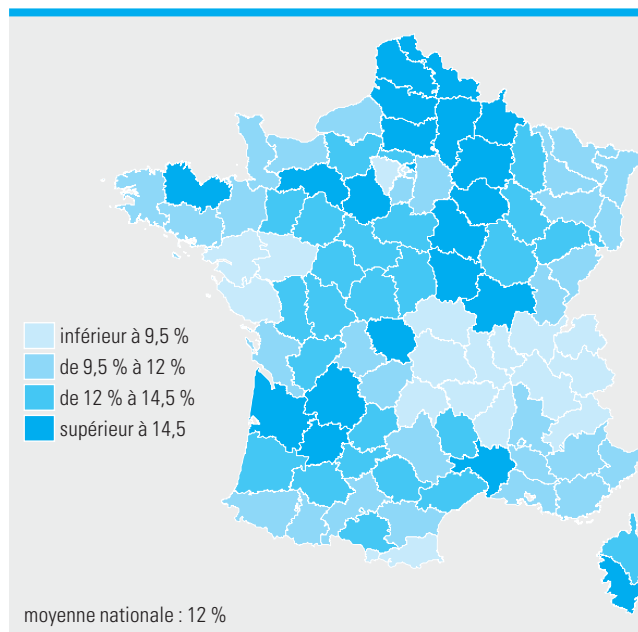 inférieur à 9,5 %
de 9,5 % à 12 %
de 12 % à 14,5 %
supérieur à 14,5
moyenne nationale : 12 %